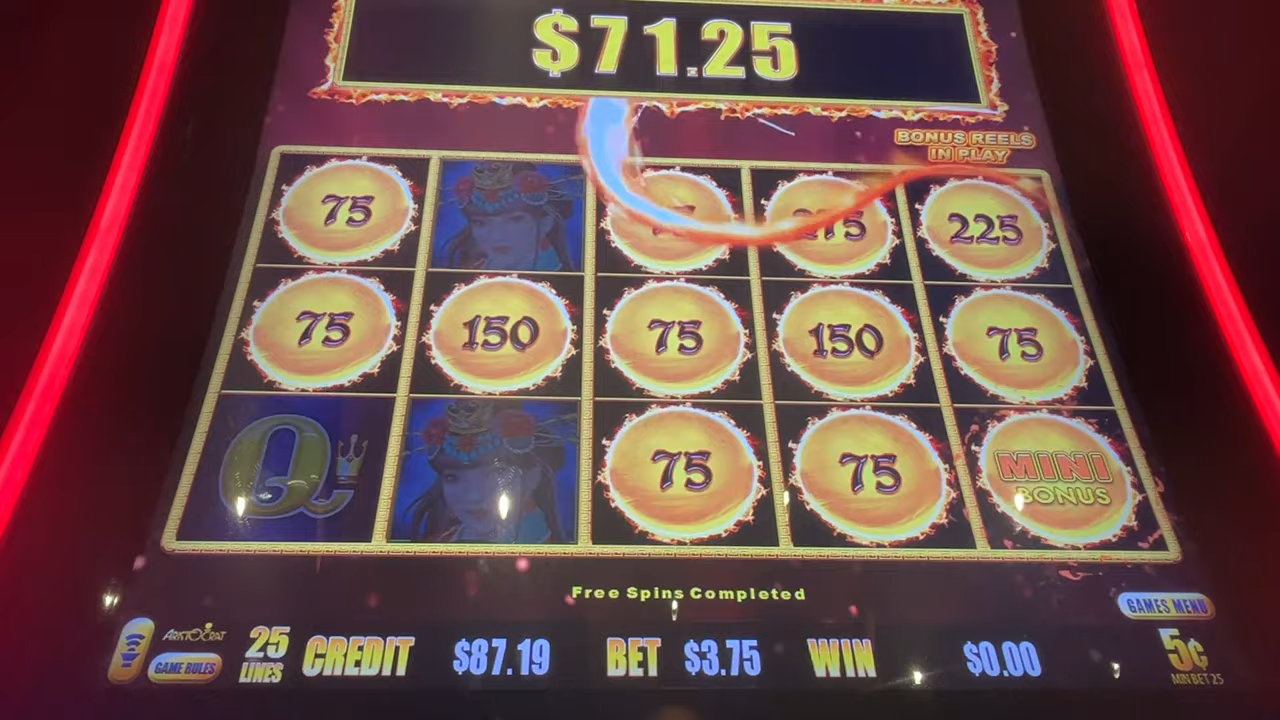 $71.25
BONUS REELS
IN PLAY
75
225
75
150
75
150
75
Q
75
75
MINI
BONUS
Free Spins Completed
GAMES MENU
ARISTOCRAT
GAME RULES
25
LINES
CREDIT $87.19 BET $3.75 WIN $0.00
5¢
MIN BET 25